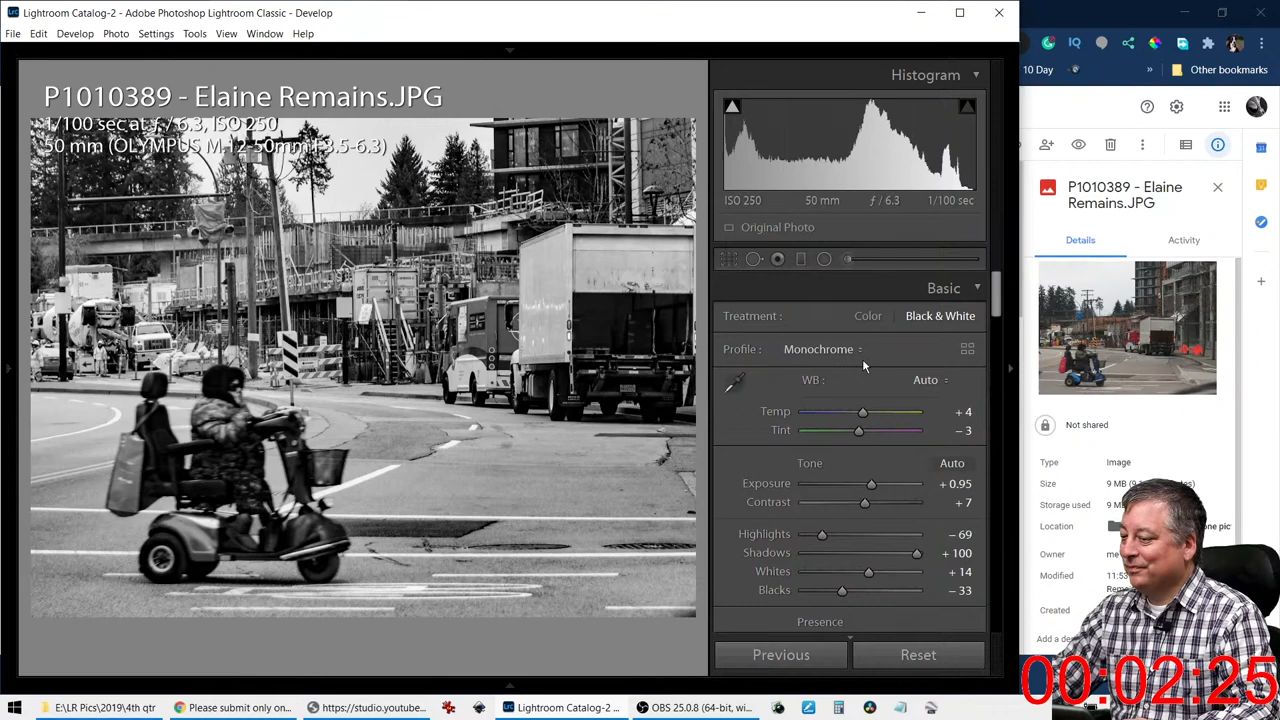 Lightroom Catalog-2 - Adobe Photoshop Lightroom Classic - Develop
File Edit Develop Photo Settings Tools View Window Help
P1010389 - Elaine Remains.JPG
1/100 sec at ƒ / 6.3, ISO 250
50 mm (OLYMPUS M.12-50mm F3.5-6.3)
Histogram
ISO 250 50 mm ƒ / 6.3 1/100 sec
Original Photo
Basic
Treatment : Color Black & White
Profile : Monochrome
WB : Auto
Temp + 4
Tint − 3
Tone Auto
Exposure + 0.95
Contrast + 7
Highlights − 69
Shadows + 100
Whites + 14
Blacks − 33
Presence
Previous Reset
10 Day Other bookmarks
P1010389 - Elaine
Remains.JPG
Details Activity
Not shared
Type Image
Size 9 MB
Storage used 9 MB
Location
Owner me
Modified 11:53
Created
Add a
00:02:25
E:\LR Pics\2019\4th qtr
Please submit only on...
https://studio.youtube...
Lightroom Catalog-2 ...
OBS 25.0.8 (64-bit, wi...